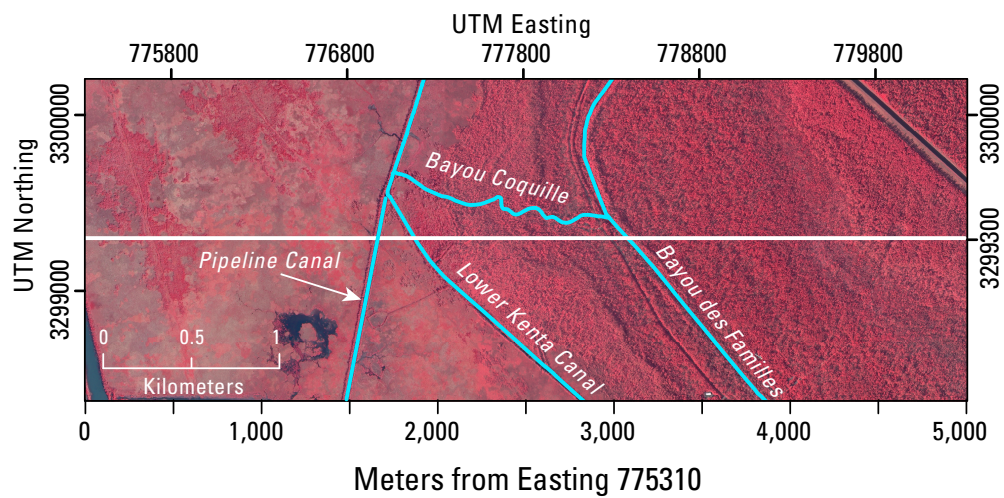 UTM Easting
775800 776800 777800 778800 779800
UTM Northing
3300000
3299000
3300000
3299300
Bayou Coquille
Pipeline Canal
Lower Kenta Canal
Bayou des Familles
0 0.5 1
Kilometers
0 1,000 2,000 3,000 4,000 5,000
Meters from Easting 775310